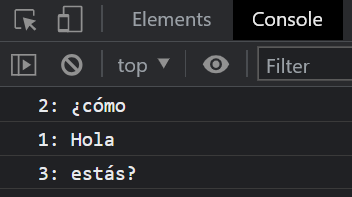 Elements Console
top Filter
2: ¿cómo
1: Hola
3: estás?